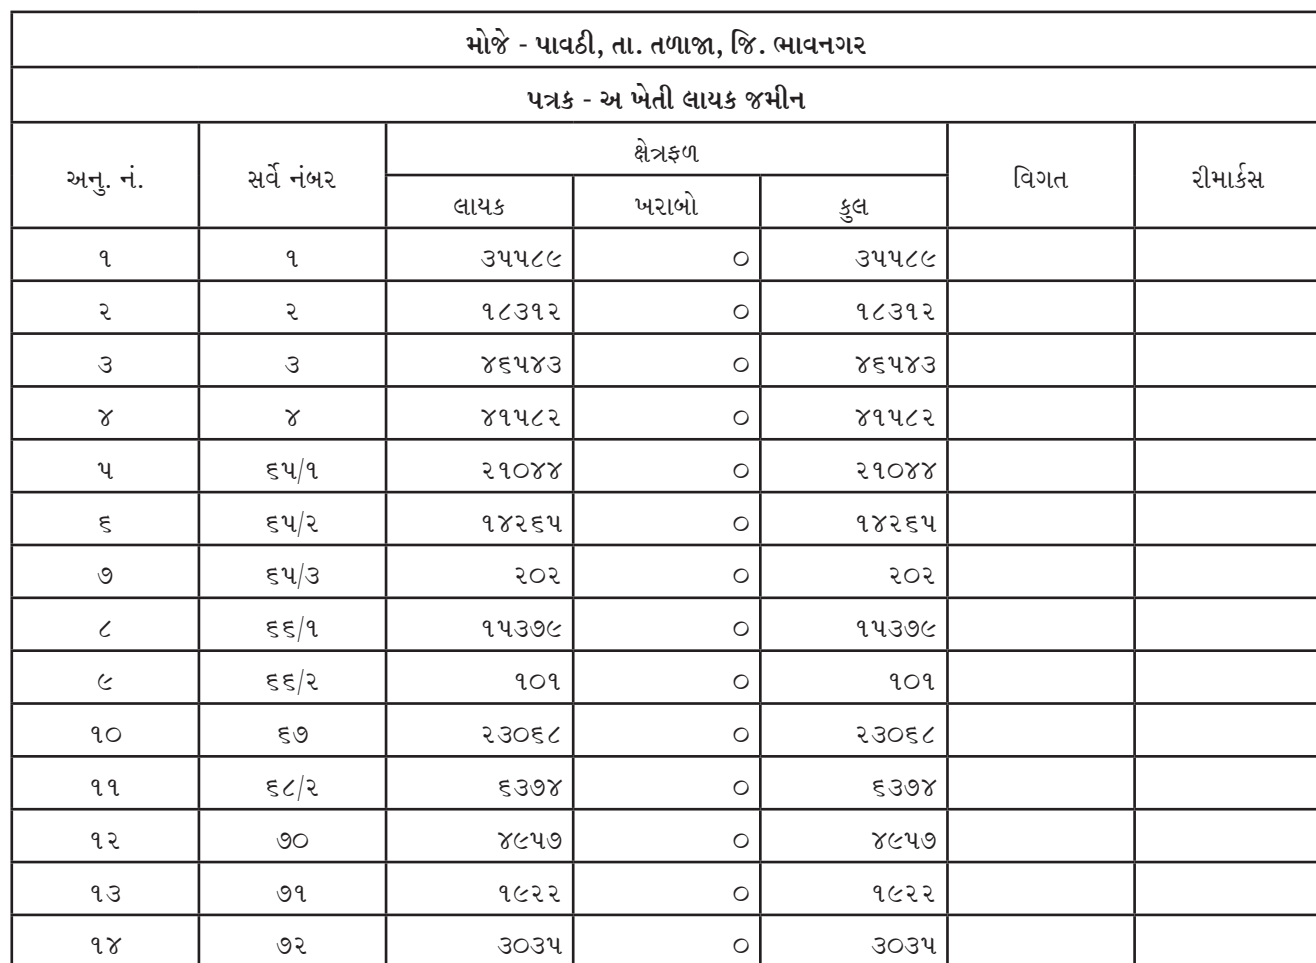 મોજે - પાવઠી, તા. તળાજા, જિ. ભાવનગર
પત્રક - અ ખેતી લાયક જમીન
અનુ. નં. સર્વે નંબર ક્ષેત્રફળ વિગત રીમાર્કસ
લાયક ખરાબો કુલ
૧ ૧ ૩૫૫૮૯ ૦ ૩૫૫૮૯
૨ ૨ ૧૮૩૧૨ ૦ ૧૮૩૧૨
૩ ૩ ૪૬૫૪૩ ૦ ૪૬૫૪૩
૪ ૪ ૪૧૫૮૨ ૦ ૪૧૫૮૨
૫ ૬૫/૧ ૨૧૦૪૪ ૦ ૨૧૦૪૪
૬ ૬૫/૨ ૧૪૨૬૫ ૦ ૧૪૨૬૫
૭ ૬૫/૩ ૨૦૨ ૦ ૨૦૨
૮ ૬૬/૧ ૧૫૩૭૯ ૦ ૧૫૩૭૯
૯ ૬૬/૨ ૧૦૧ ૦ ૧૦૧
૧૦ ૬૭ ૨૩૦૬૮ ૦ ૨૩૦૬૮
૧૧ ૬૮/૨ ૬૩૭૪ ૦ ૬૩૭૪
૧૨ ૭૦ ૪૯૫૭ ૦ ૪૯૫૭
૧૩ ૭૧ ૧૯૨૨ ૦ ૧૯૨૨
૧૪ ૭૨ ૩૦૩૫ ૦ ૩૦૩૫